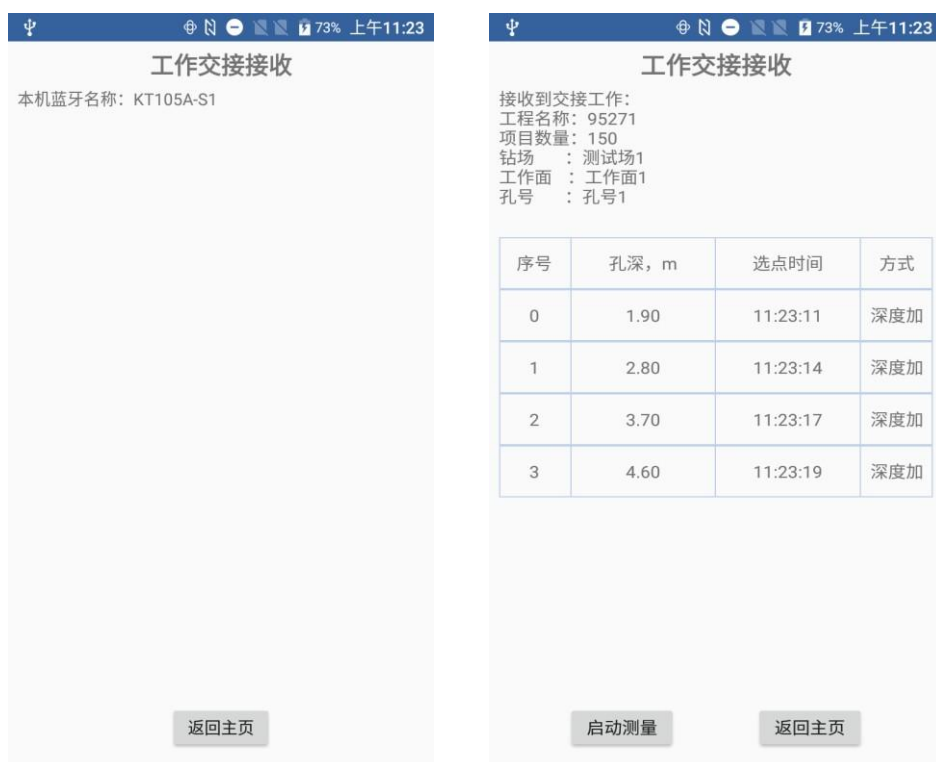 73% 上午11:23
工作交接接收
本机蓝牙名称：KT105A-S1
返回主页
73% 上午11:23
工作交接接收
接收到交接工作：
工程名称：95271
项目数量：150
钻场 ：测试场1
工作面 ：工作面1
孔号 ：孔号1
序号 孔深，m 选点时间 方式
0 1.90 11:23:11 深度加
1 2.80 11:23:14 深度加
2 3.70 11:23:17 深度加
3 4.60 11:23:19 深度加
启动测量 返回主页